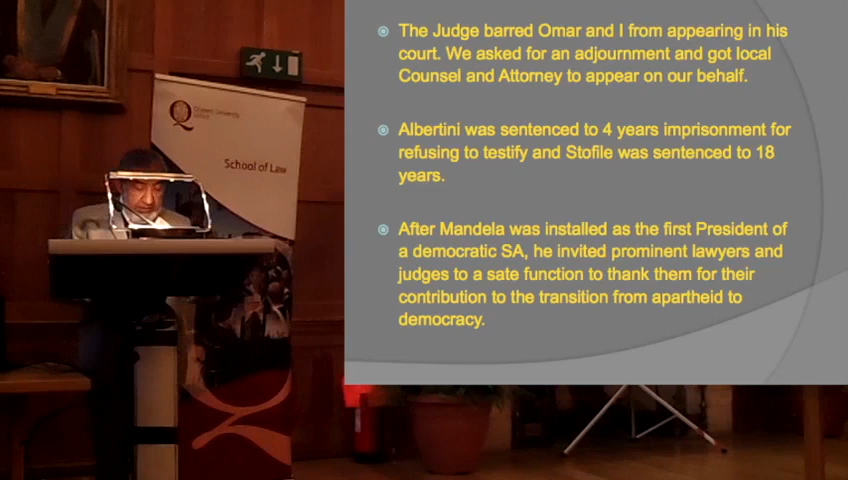 The Judge barred Omar and I from appearing in his
court. We asked for an adjournment and got local
Counsel and Attorney to appear on our behalf.
Albertini was sentenced to 4 years imprisonment for
refusing to testify and Stofile was sentenced to 18
years.
After Mandela was installed as the first President of
a democratic SA, he invited prominent lawyers and
judges to a sate function to thank them for their
contribution to the transition from apartheid to
democracy.
Queen's University
School of Law